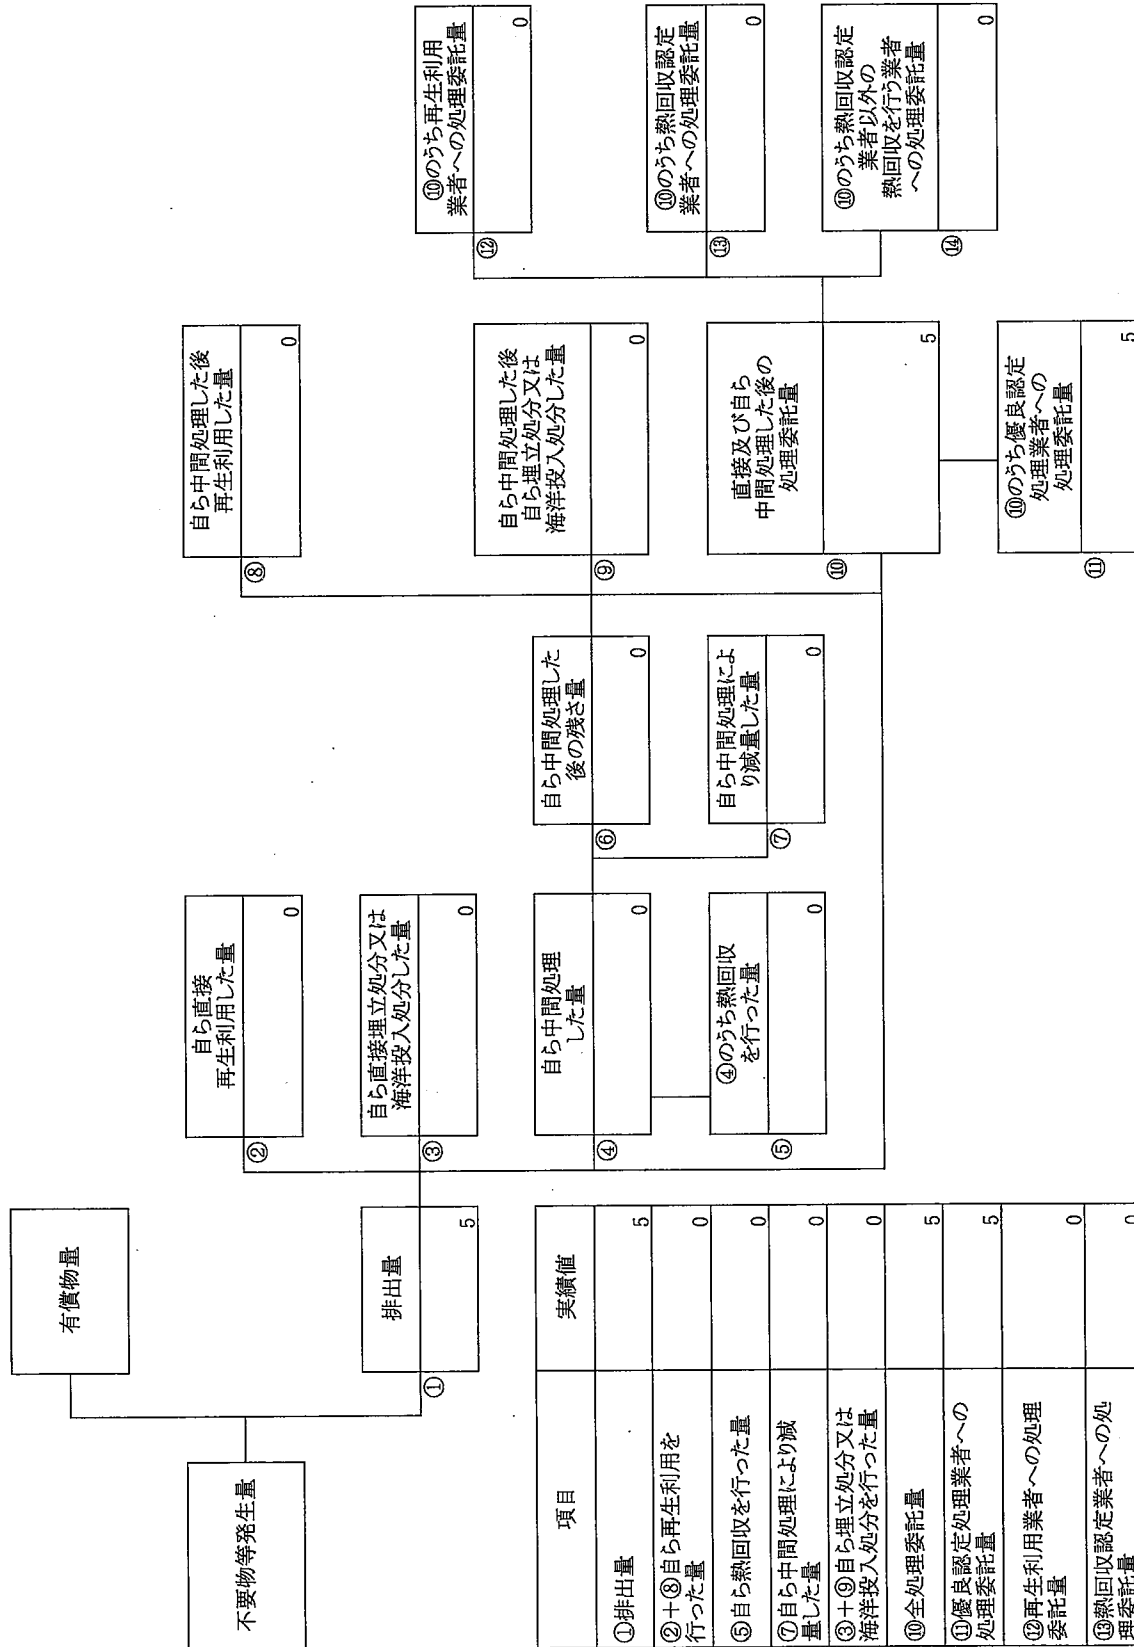 不要物等発生量
有償物量
排出量
①
5
自ら直接
再生利用した量
②
0
自ら直接埋立処分又は
海洋投入処分した量
③
0
自ら中間処理
した量
④
0
④のうち熱回収
を行った量
⑤
0
自ら中間処理した
後の残さ量
⑥
0
自ら中間処理によ
り減量した量
⑦
0
自ら中間処理した後
再生利用した量
⑧
0
自ら中間処理した後
自ら埋立処分又は
海洋投入処分した量
⑨
0
直接及び自ら
中間処理した後の
処理委託量
⑩
5
⑩のうち優良認定
処理業者への
処理委託量
⑪
5
⑩のうち再生利用
業者への処理委託量
⑫
0
⑩のうち熱回収認定
業者への処理委託量
⑬
0
⑩のうち熱回収認定
業者以外の
熱回収を行う業者
への処理委託量
⑭
0
項目
実績値
①排出量
5
②+⑧自ら再生利用を
行った量
0
⑤自ら熱回収を行った量
0
⑦自ら中間処理により減
量した量
0
③+⑨自ら埋立処分又は
海洋投入処分を行った量
0
⑩全処理委託量
5
⑪優良認定処理業者への
処理委託量
5
⑫再生利用業者への処理
委託量
0
⑬熱回収認定業者への処
理委託量
0